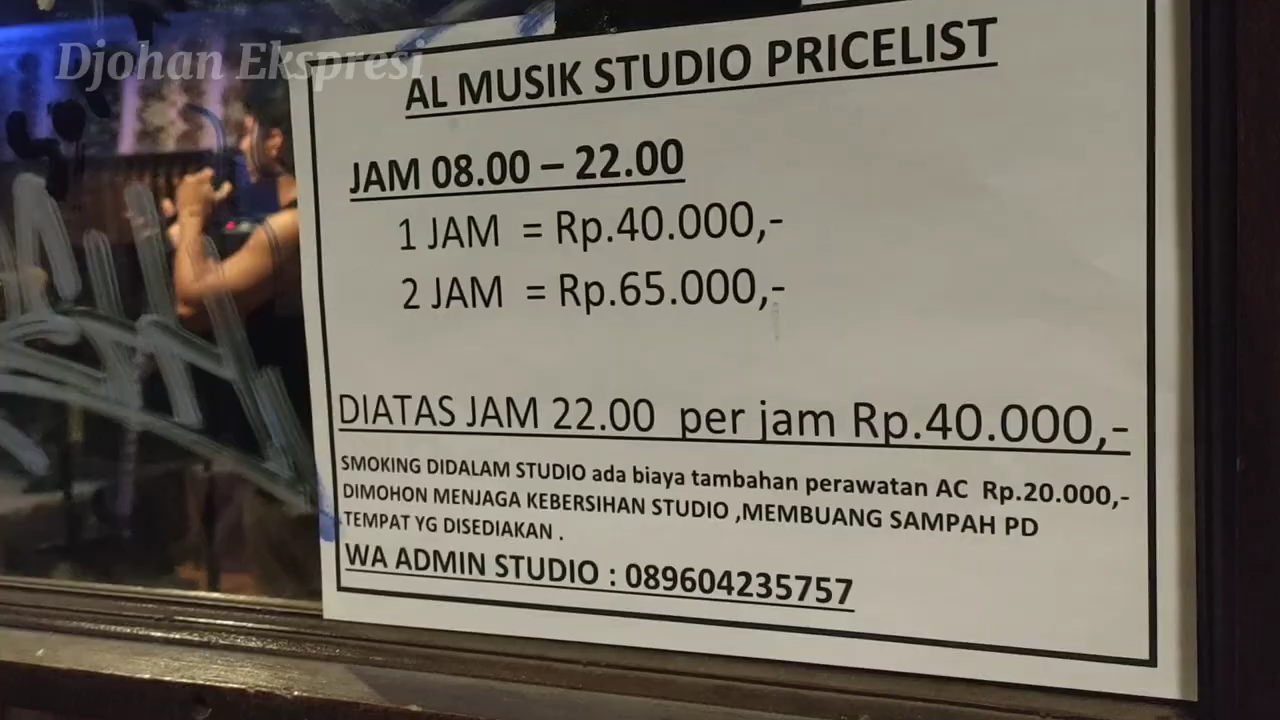 Djohan Ekspresi
AL MUSIK STUDIO PRICELIST
JAM 08.00 – 22.00
1 JAM = Rp.40.000,-
2 JAM = Rp.65.000,-
DIATAS JAM 22.00 per jam Rp.40.000,-
SMOKING DIDALAM STUDIO ada biaya tambahan perawatan AC Rp.20.000,-
DIMOHON MENJAGA KEBERSIHAN STUDIO ,MEMBUANG SAMPAH PD
TEMPAT YG DISEDIAKAN .
WA ADMIN STUDIO : 089604235757